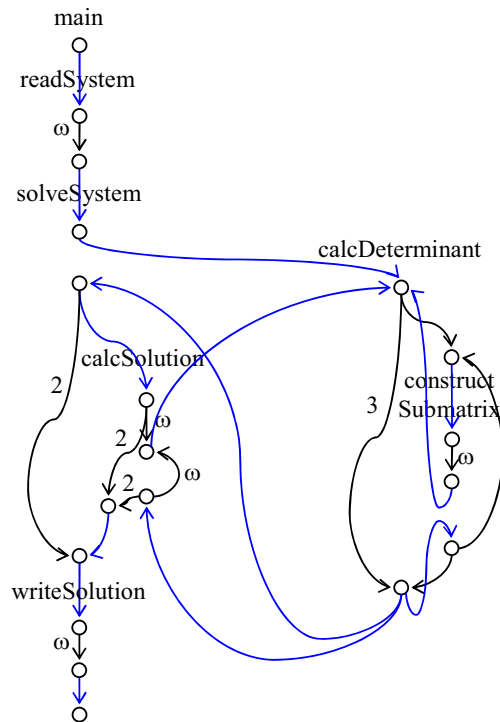 main
readSystem
ω
solveSystem
calcDeterminant
calcSolution
2
construct
3
Submatrix
ω
2
ω
2
ω
writeSolution
ω